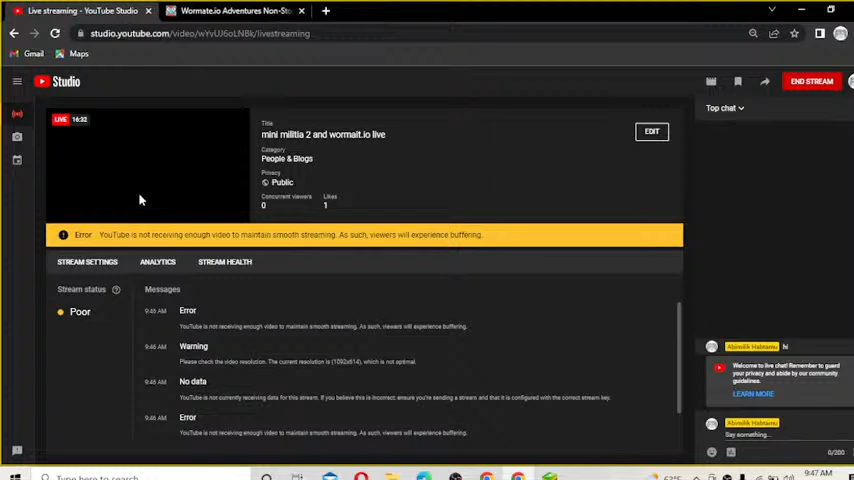 Live streaming - YouTube Studio
Wormate.io Adventures Non-Sto
studio.youtube.com/video/wYvUJ6oLNBk/livestreaming
Gmail
Maps
Studio
END STREAM
Top chat
LIVE 16:32
Title
mini militia 2 and wormait.io live
EDIT
Category
People & Blogs
Privacy
Public
Concurrent viewers
Likes
0
1
Error YouTube is not receiving enough video to maintain smooth streaming. As such, viewers will experience buffering.
STREAM SETTINGS
ANALYTICS
STREAM HEALTH
Stream status
Messages
Poor
9:46 AM Error
YouTube is not receiving enough video to maintain smooth streaming. As such, viewers will experience buffering.
9:46 AM Warning
Please check the video resolution. The current resolution is (1092x614), which is not optimal.
9:46 AM No data
YouTube is not currently receiving data for this stream. If you believe this is incorrect, ensure you're sending a stream and that it is configured with the correct stream key.
9:46 AM Error
YouTube is not receiving enough video to maintain smooth streaming. As such, viewers will experience buffering.
Abimilik Habtamu hi
Welcome to live chat! Remember to guard
your privacy and abide by our community
guidelines.
LEARN MORE
Abimilik Habtamu
Say something...
0/200
Type here to search
63°F
9:47 AM